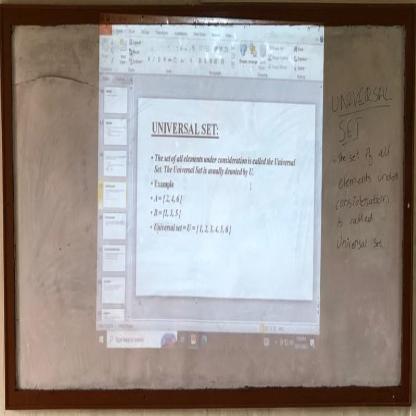 UNIVERSAL SET:
• The set of all elements under consideration is called the Universal
Set. The Universal Set is usually denoted by U.
• Example
• A = { 2, 4, 6 }
• B = {1, 3, 5 }
• Universal set = U = { 1, 2, 3, 4, 5, 6 }
UNIVERSAL
SET
the set of all
elements under
consideration
is called
Universal set